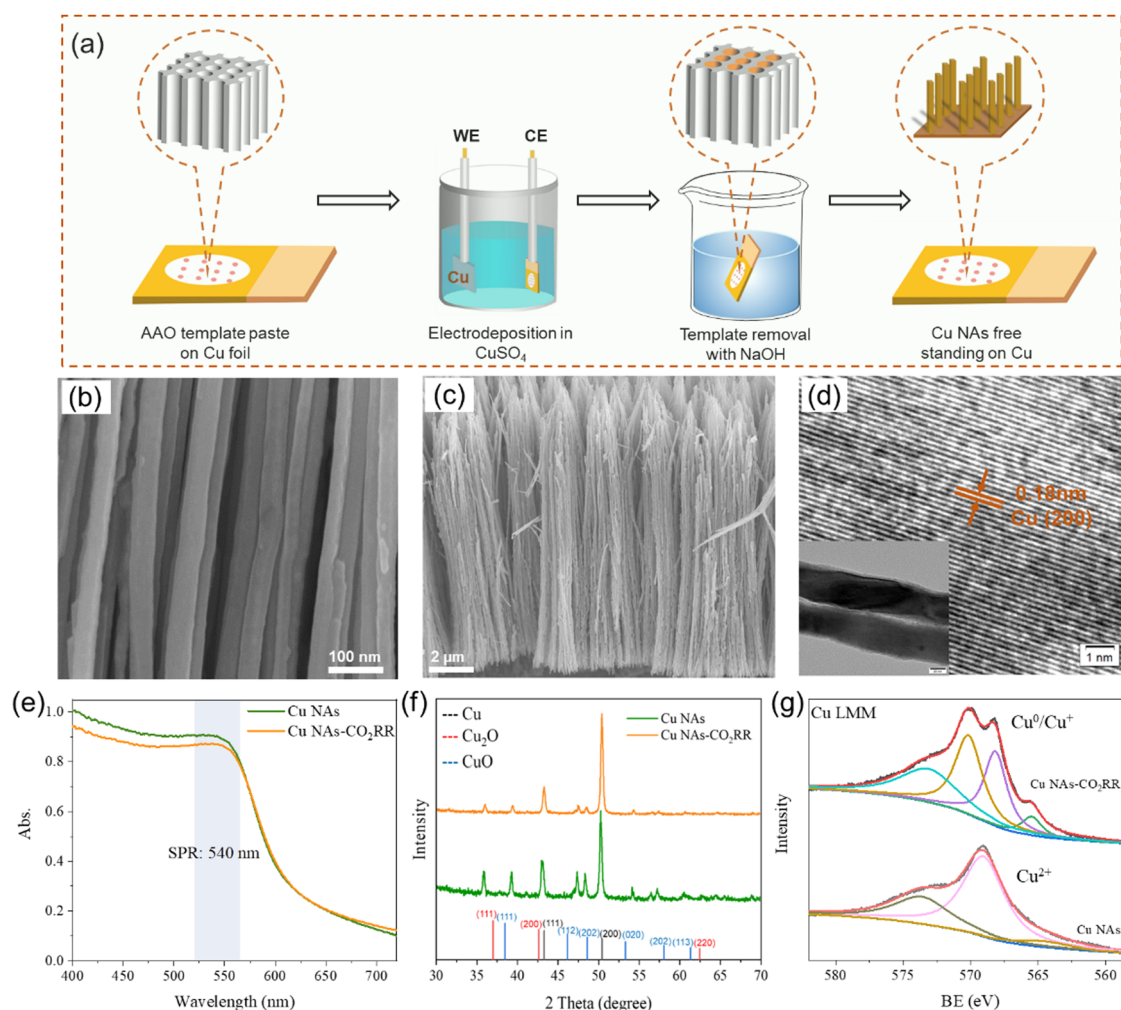 (a)
WE
CE
Cu
AAO template paste
on Cu foil
Electrodeposition in
CuSO₄
Template removal
with NaOH
Cu NAs free
standing on Cu
(b)
100 nm
(c)
2 μm
(d)
0.18nm
Cu (200)
1 nm
(e)
Cu NAs
Cu NAs-CO₂RR
SPR: 540 nm
Abs.
1.0
0.8
0.6
0.4
0.2
0.0
400
450
500
550
600
650
700
Wavelength (nm)
(f)
Cu
Cu₂O
CuO
Cu NAs
Cu NAs-CO₂RR
Intensity
(111)
(111)
(200)
(111)
(112)
(202)
(200)
(020)
(202)
(113)
(220)
30
35
40
45
50
55
60
65
70
2 Theta (degree)
(g)
Cu LMM
Cu⁰/Cu⁺
Cu NAs-CO₂RR
Cu²⁺
Cu NAs
Intensity
580
575
570
565
560
BE (eV)